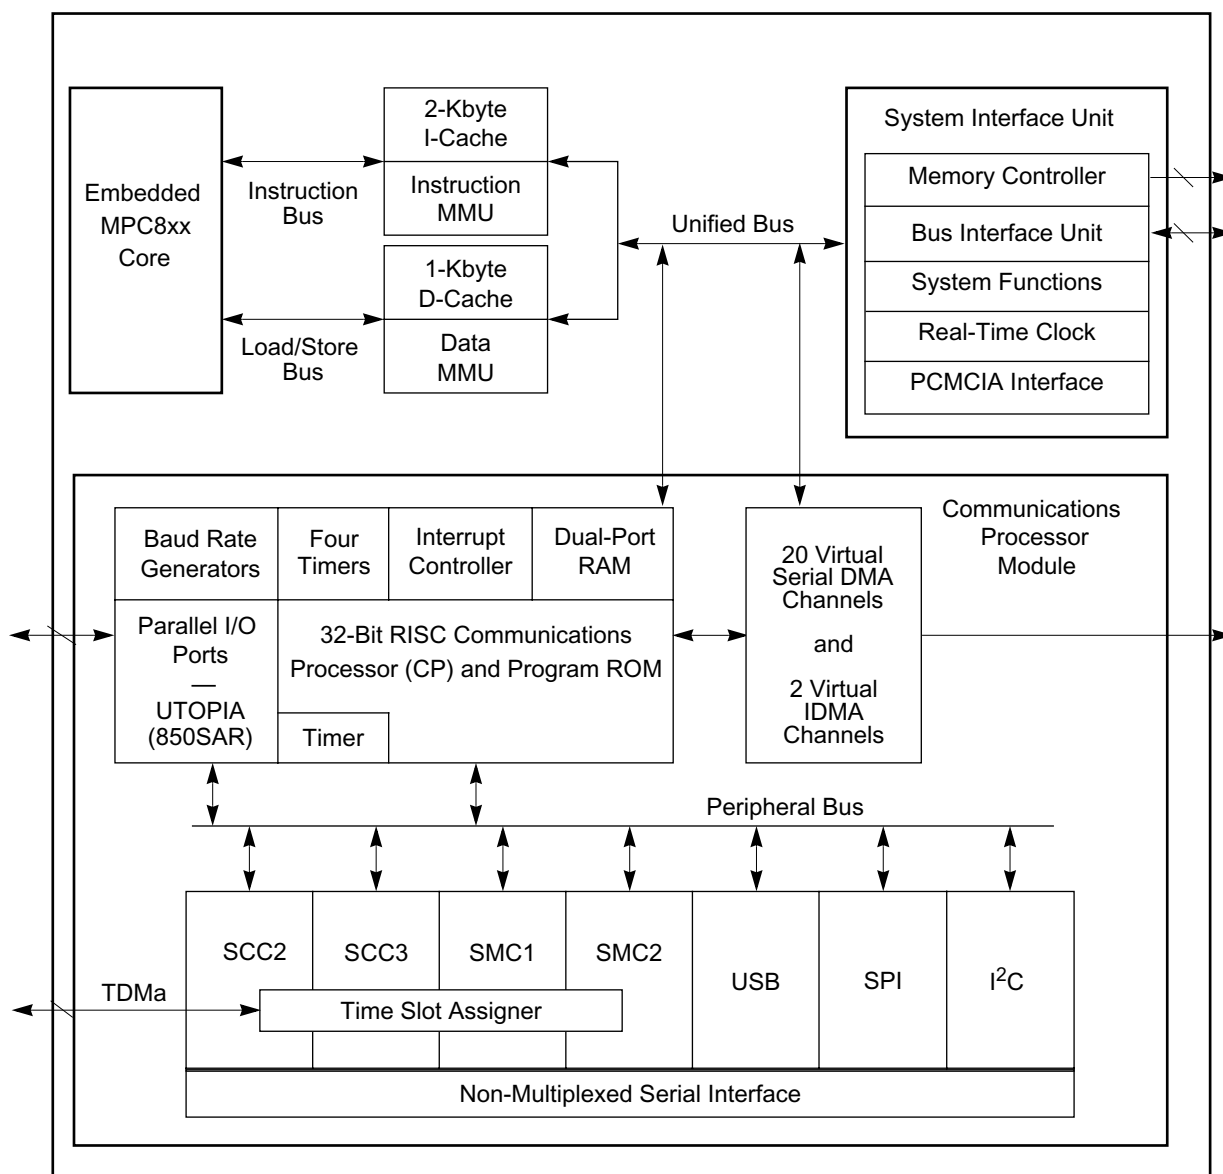 Embedded
MPC8xx
Core
Instruction
Bus
Load/Store
Bus
2-Kbyte
I-Cache
Instruction
MMU
1-Kbyte
D-Cache
Data
MMU
Unified Bus
System Interface Unit
Memory Controller
Bus Interface Unit
System Functions
Real-Time Clock
PCMCIA Interface
Communications
Processor
Module
Baud Rate
Generators
Four
Timers
Interrupt
Controller
Dual-Port
RAM
Parallel I/O
Ports
—
UTOPIA
(850SAR)
32-Bit RISC Communications
Processor (CP) and Program ROM
Timer
20 Virtual
Serial DMA
Channels
and
2 Virtual
IDMA
Channels
Peripheral Bus
SCC2
SCC3
SMC1
SMC2
USB
SPI
I²C
TDMa
Time Slot Assigner
Non-Multiplexed Serial Interface